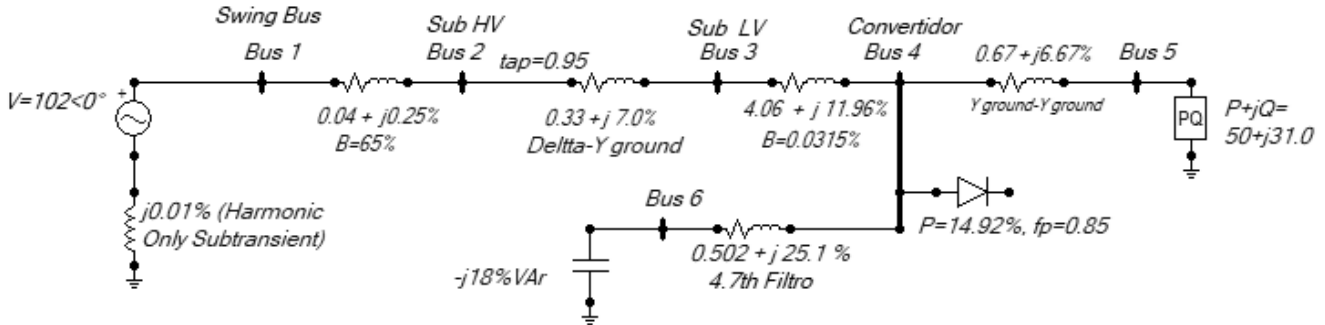 Swing Bus
Bus 1
Sub HV
Bus 2
tap=0.95
Sub LV
Bus 3
Convertidor
Bus 4
0.67 + j6.67%
Bus 5
V=102<0°
+
0.04 + j0.25%
B=65%
0.33 + j 7.0%
Deltta-Y ground
4.06 + j 11.96%
B=0.0315%
Y ground-Y ground
PQ
P+jQ=
50+j31.0
j0.01% (Harmonic
Only Subtransient)
Bus 6
P=14.92%, fp=0.85
-j18%VAr
0.502 + j 25.1 %
4.7th Filtro